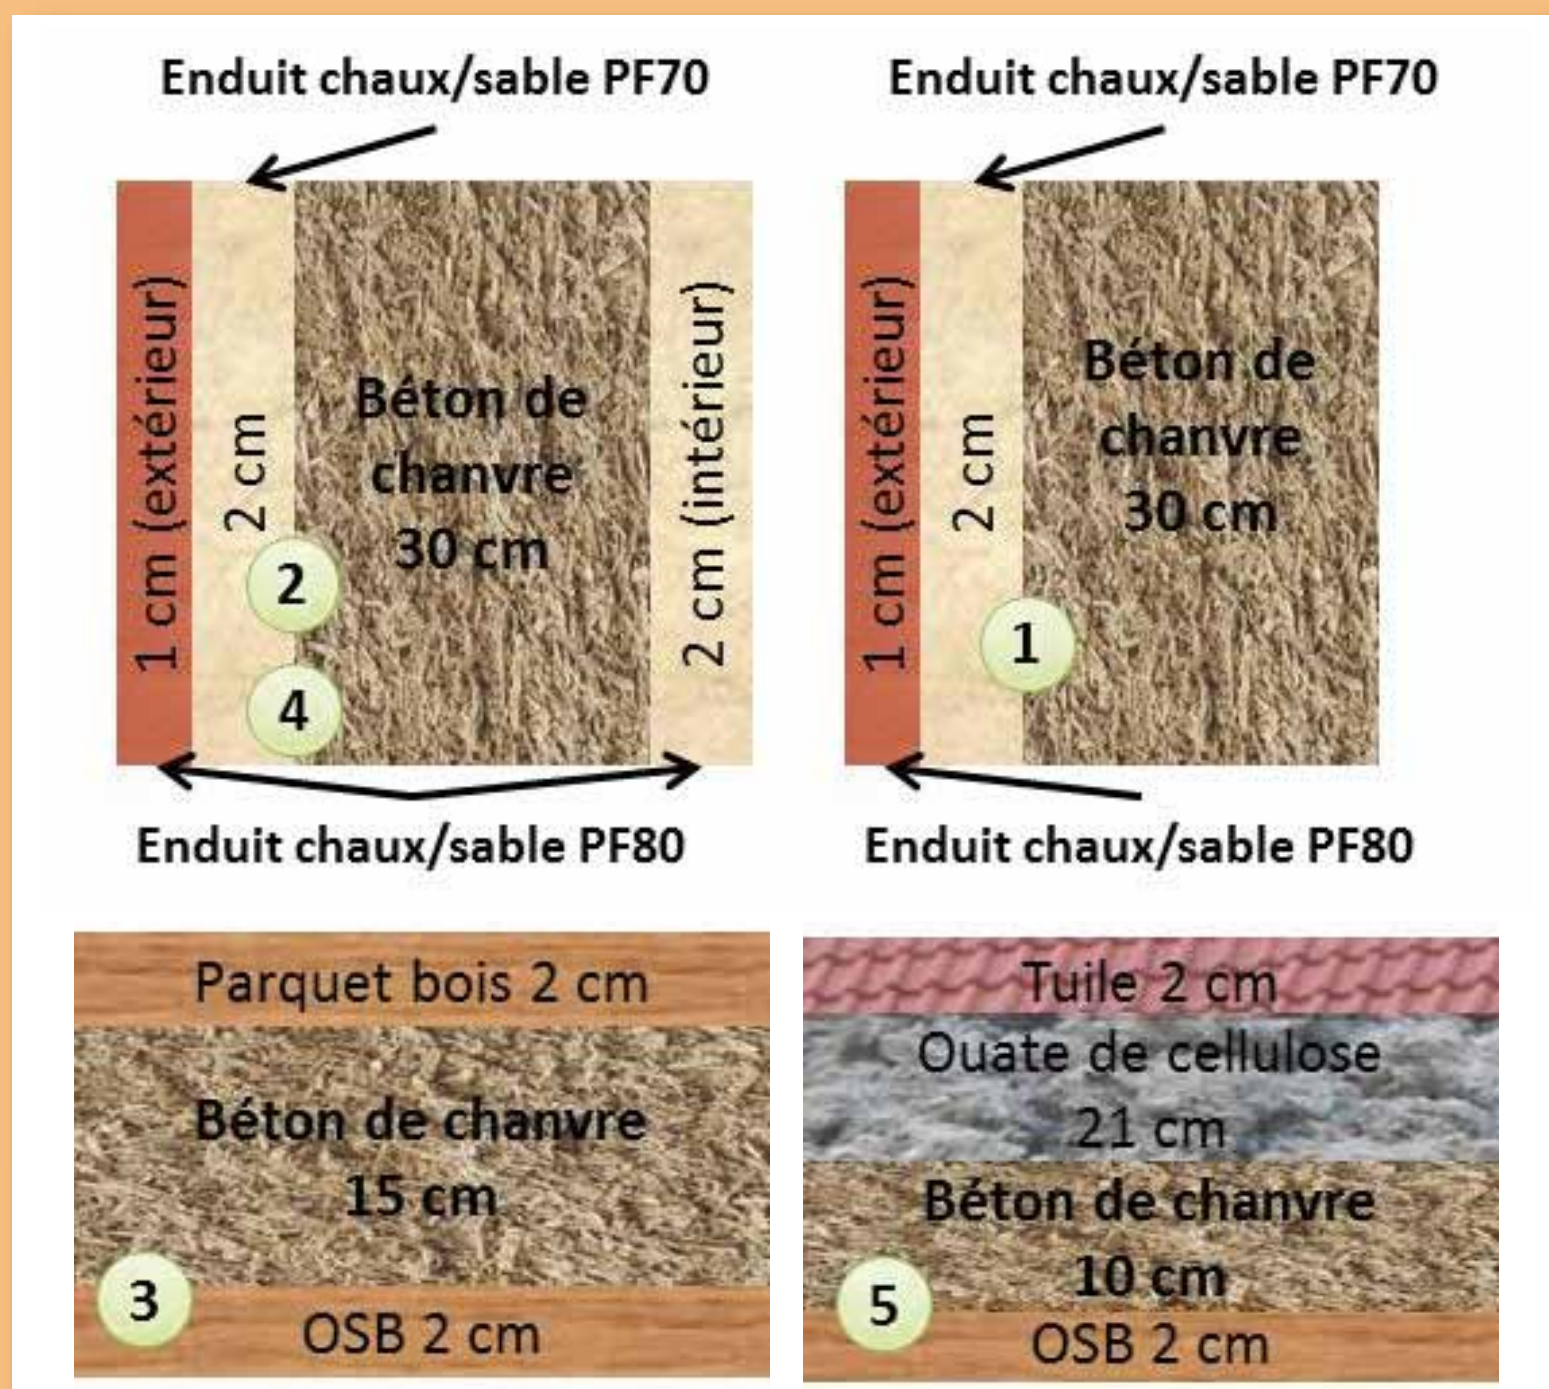 Enduit chaux/sable PF70
1 cm (extérieur)
2 cm
Béton de
chanvre
30 cm
2 cm (intérieur)
2
4
Enduit chaux/sable PF80
Enduit chaux/sable PF70
1 cm (extérieur)
2 cm
Béton de
chanvre
30 cm
1
Enduit chaux/sable PF80
Parquet bois 2 cm
Béton de chanvre
15 cm
3
OSB 2 cm
Tuile 2 cm
Ouate de cellulose
21 cm
Béton de chanvre
10 cm
5
OSB 2 cm